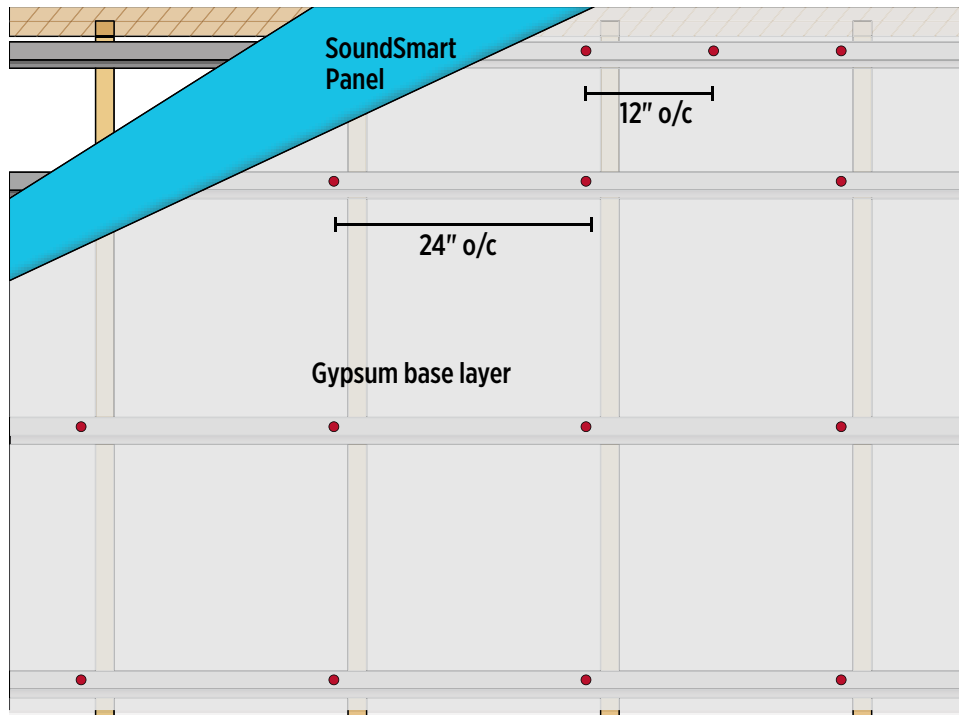 SoundSmart
Panel
12" o/c
24" o/c
Gypsum base layer